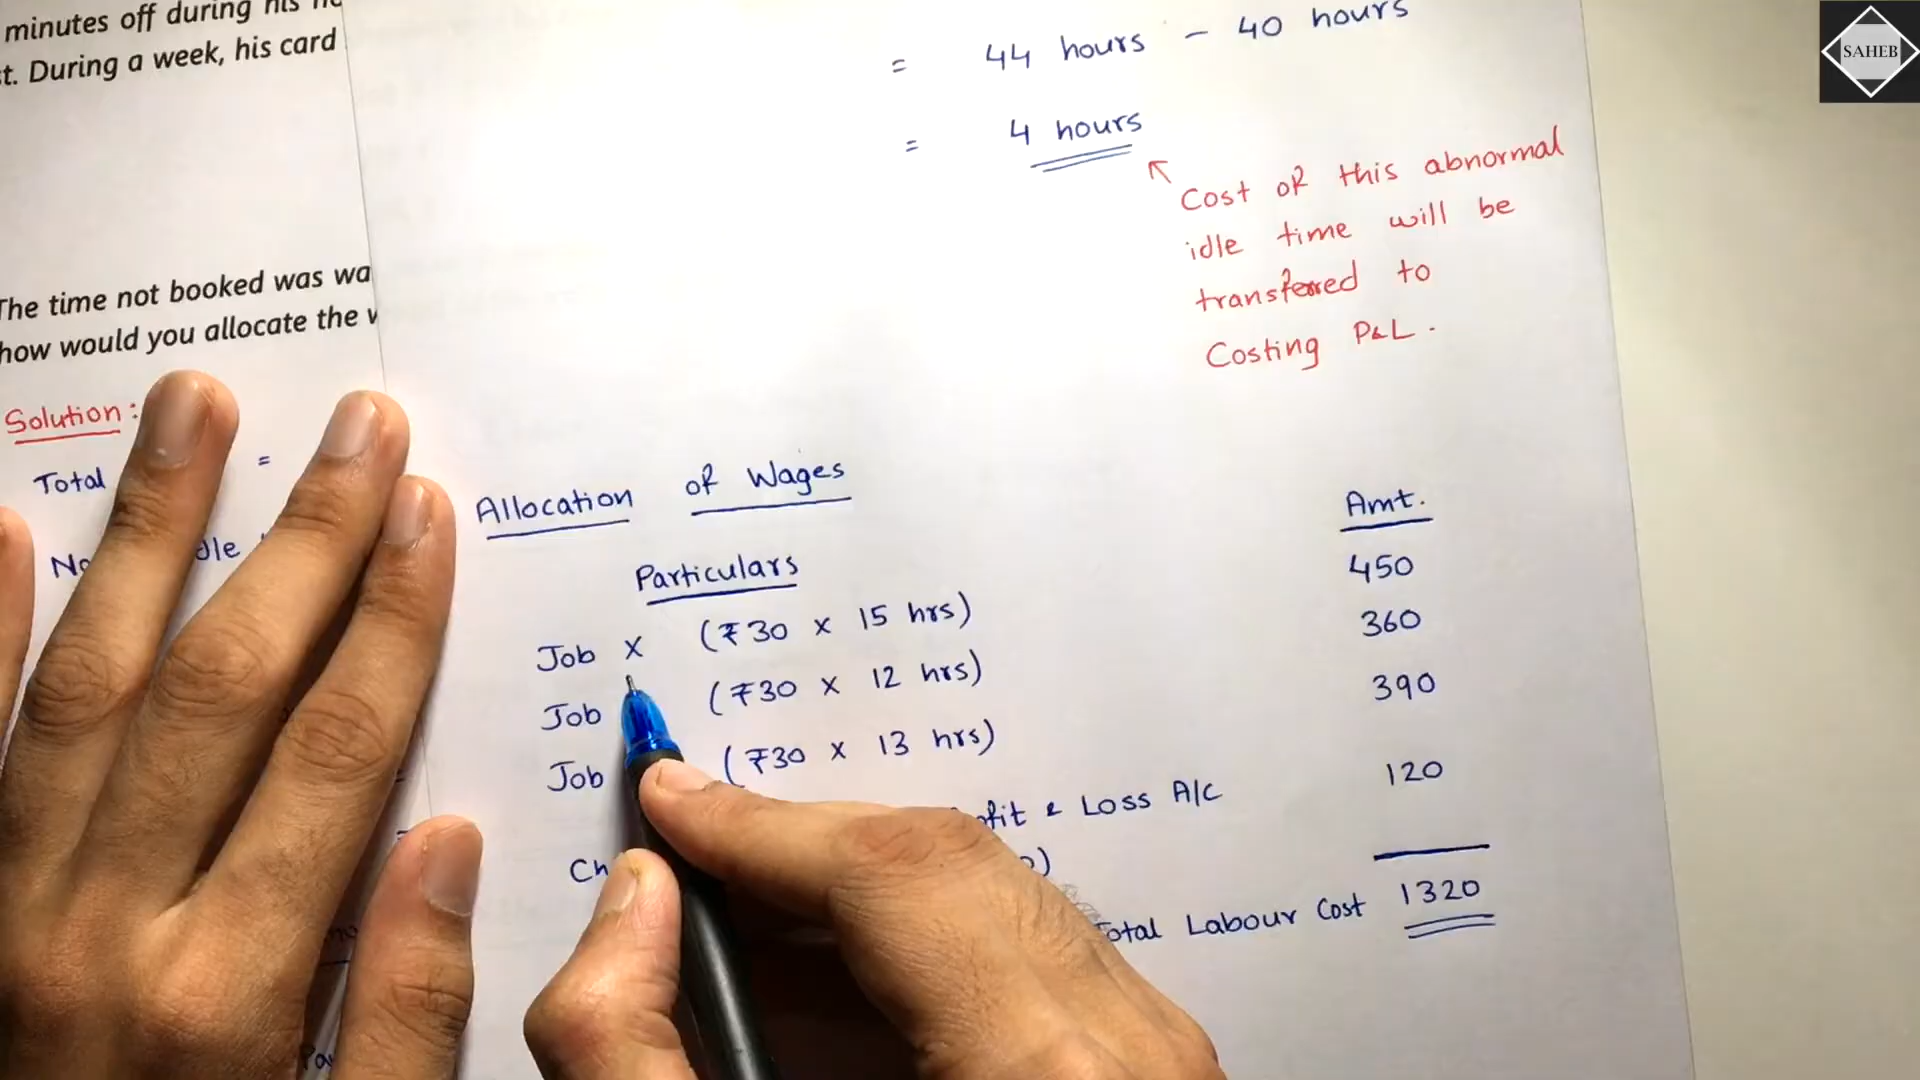 minutes off during his
t. During a week, his card
The time not booked was
how would you allocate the
Solution:
Total =
= 44 hours - 40 hours
= 4 hours
Cost of this abnormal
idle time will be
transferred to
Costing P&L.
Allocation of Wages
Particulars Amt.
Job X (₹30 x 15 hrs) 450
Job (₹30 x 12 hrs) 360
Job (₹30 x 13 hrs) 390
& Loss A/C 120
Total Labour Cost 1320
SAHEB